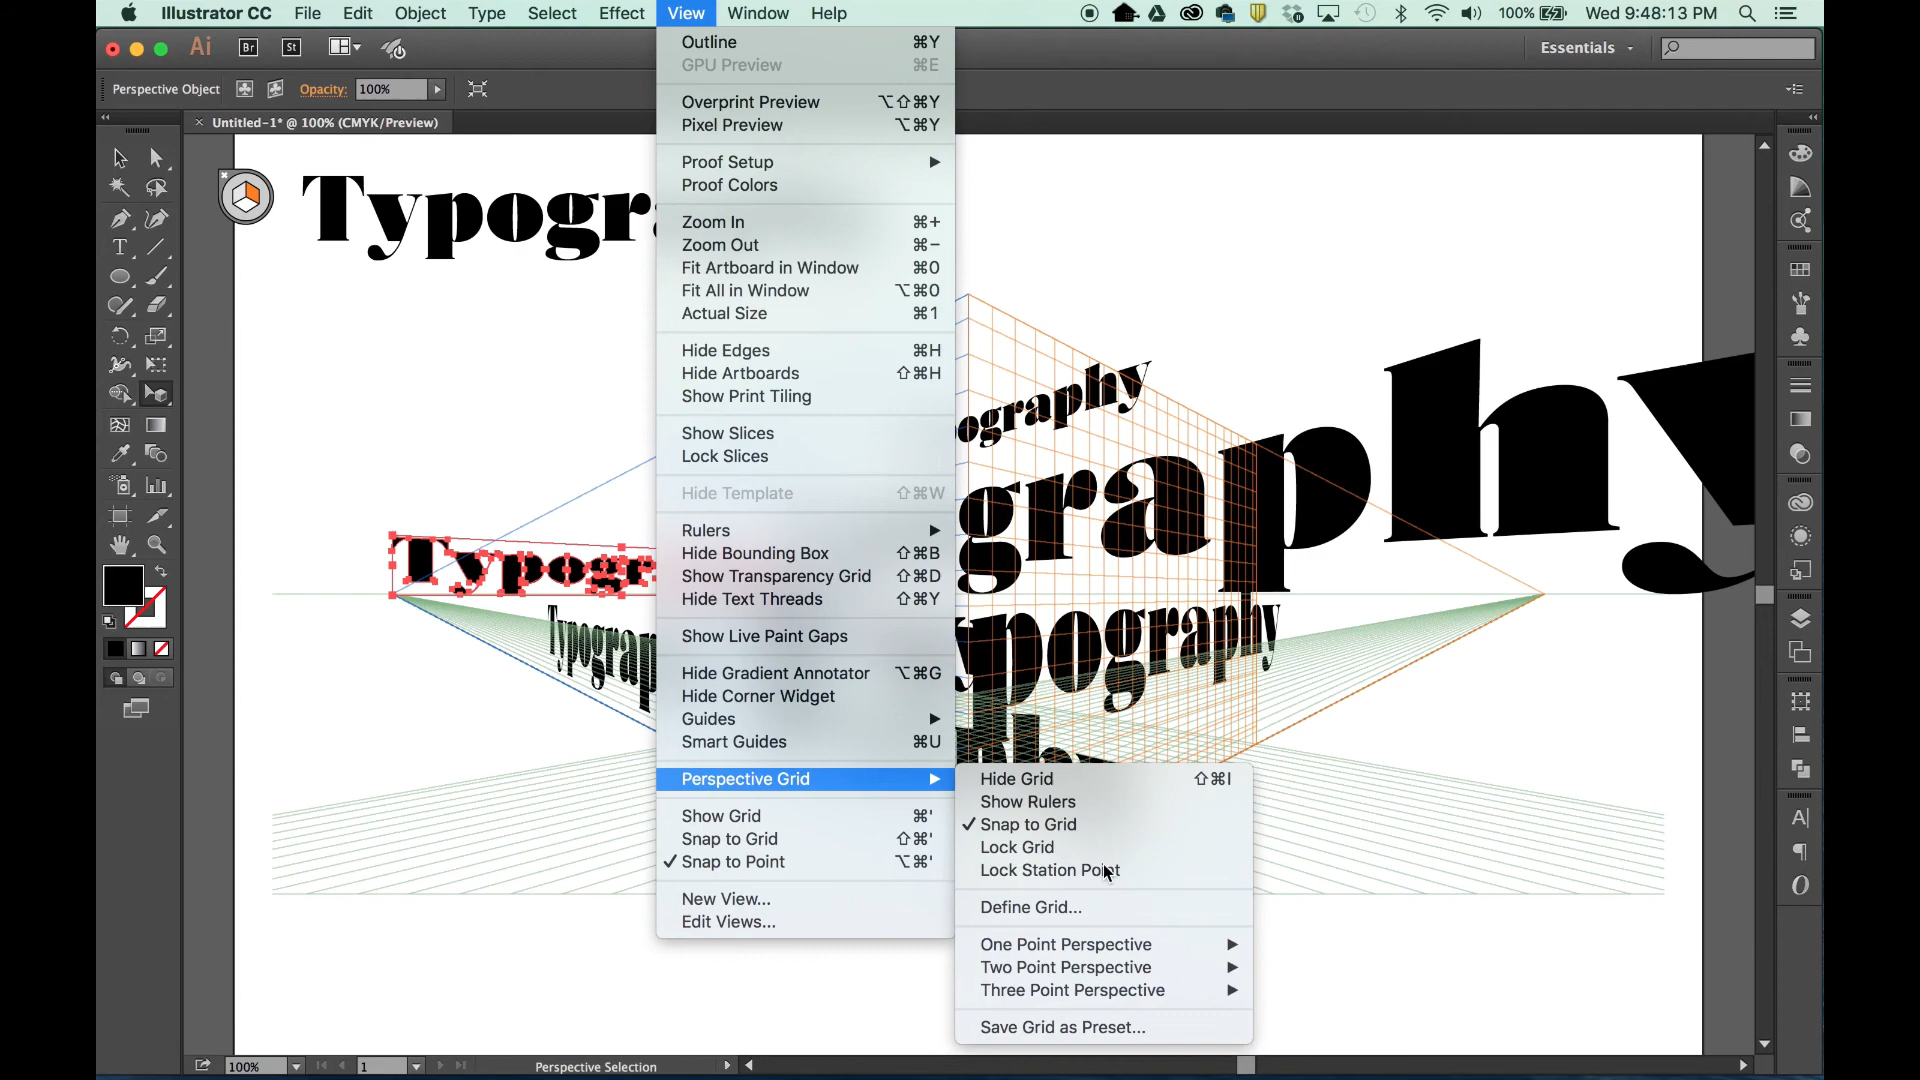 Illustrator CC File Edit Object Type Select Effect View Window Help 100% Wed 9:48:13 PM
Ai Br St Essentials
Perspective Object Opacity: 100%
× Untitled-1* @ 100% (CMYK/Preview)
Outline ⌘Y
GPU Preview ⌘E
Overprint Preview ⌥⇧⌘Y
Pixel Preview ⌥⌘Y
Proof Setup
Proof Colors
Zoom In ⌘+
Zoom Out ⌘−
Fit Artboard in Window ⌘0
Fit All in Window ⌥⌘0
Actual Size ⌘1
Hide Edges ⌘H
Hide Artboards ⇧⌘H
Show Print Tiling
Show Slices
Lock Slices
Hide Template ⇧⌘W
Rulers
Hide Bounding Box ⇧⌘B
Show Transparency Grid ⇧⌘D
Hide Text Threads ⇧⌘Y
Show Live Paint Gaps
Hide Gradient Annotator ⌥⌘G
Hide Corner Widget
Guides
Smart Guides ⌘U
Perspective Grid
Show Grid ⌘'
Snap to Grid ⇧⌘'
✓ Snap to Point ⌥⌘'
New View...
Edit Views...
Hide Grid ⇧⌘I
Show Rulers
✓ Snap to Grid
Lock Grid
Lock Station Point
Define Grid...
One Point Perspective
Two Point Perspective
Three Point Perspective
Save Grid as Preset...
Typogra
ography
graphy
Typogr
Typograp
ypography
phy
100% 1 Perspective Selection